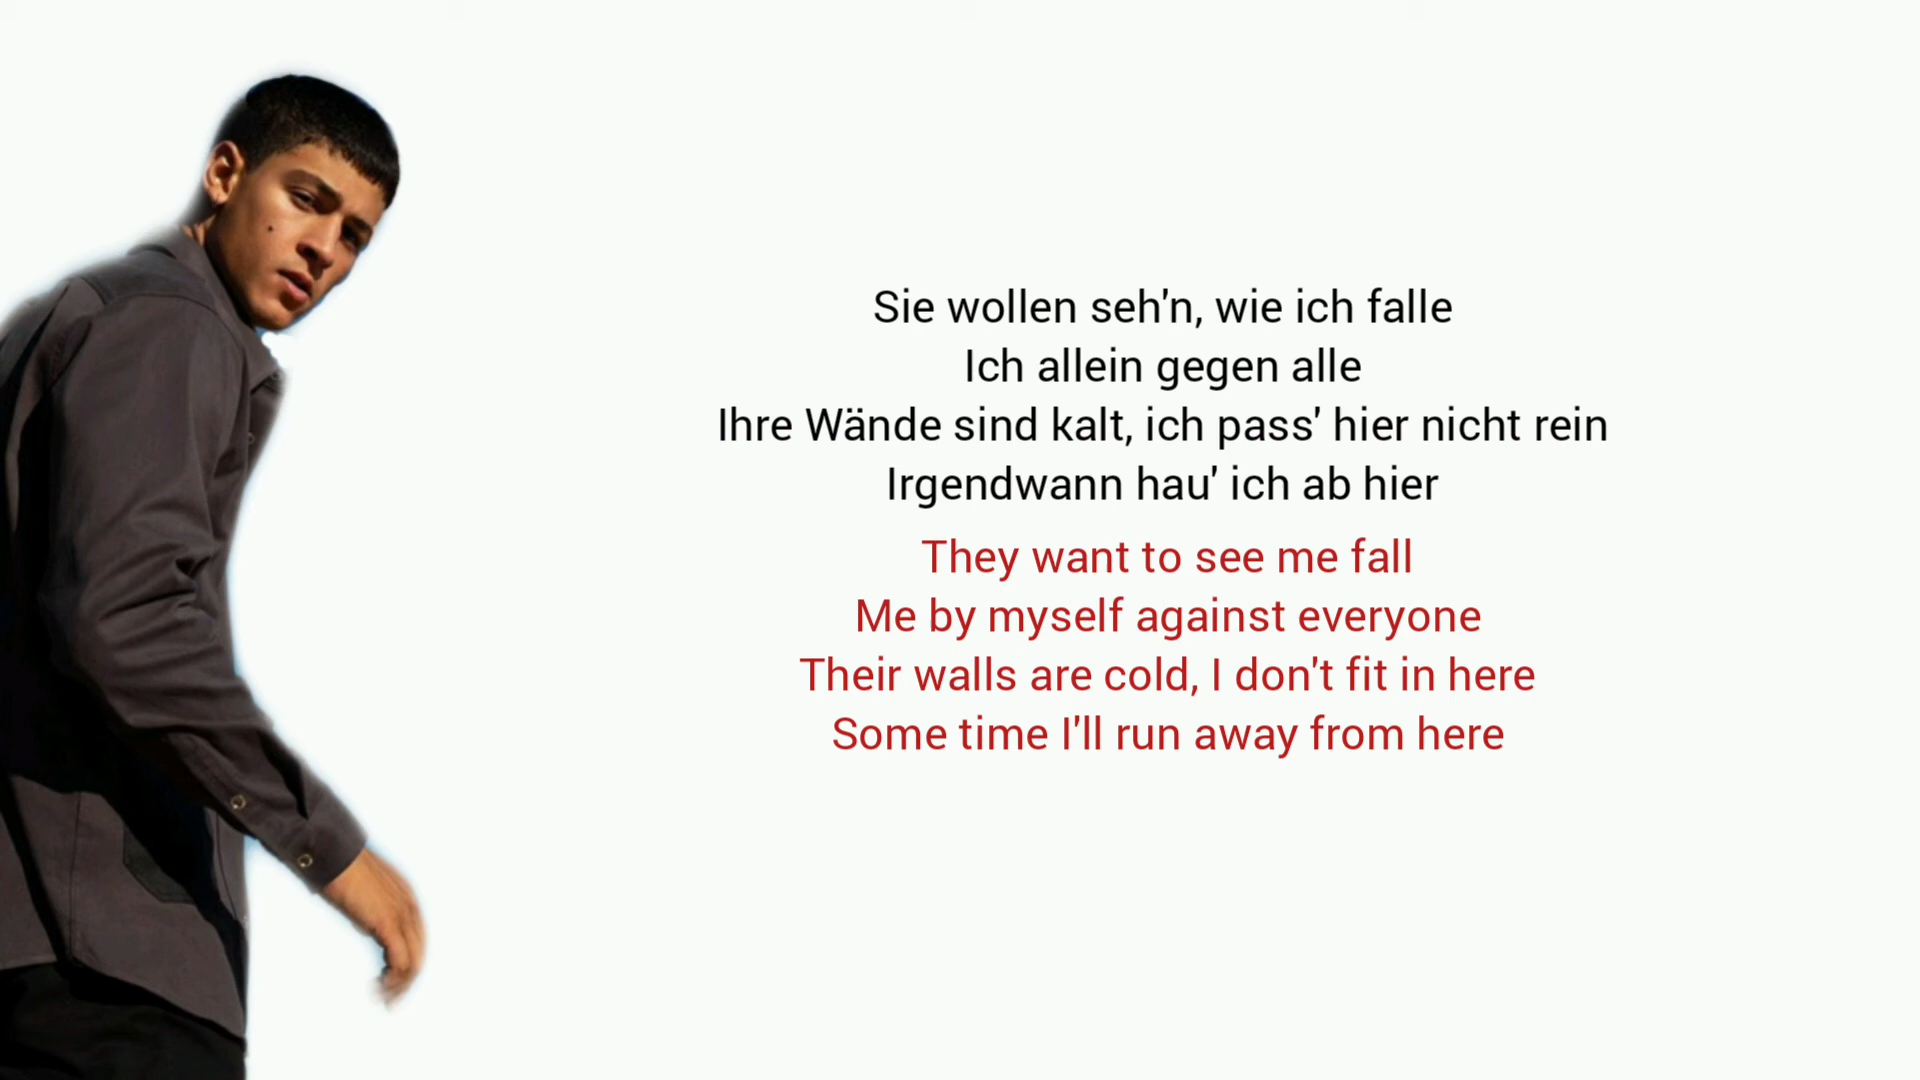 Sie wollen seh'n, wie ich falle
Ich allein gegen alle
Ihre Wände sind kalt, ich pass' hier nicht rein
Irgendwann hau' ich ab hier
They want to see me fall
Me by myself against everyone
Their walls are cold, I don't fit in here
Some time I'll run away from here